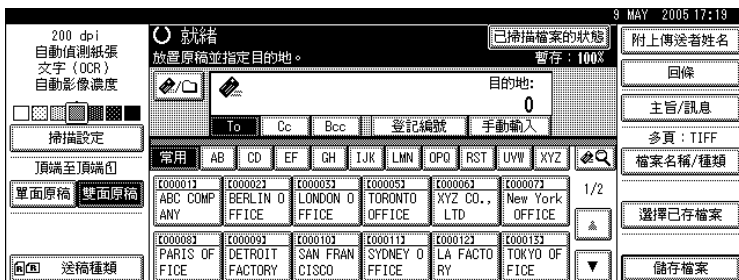 9 MAY 2005 17:19
200 dpi
自動偵測紙張
文字 (OCR)
自動影像濃度
掃描設定
頂端至頂端
單面原稿 雙面原稿
送稿種類
就緒
已掃描檔案的狀態
放置原稿並指定目的地。
暫存：100%
目的地:
0
To Cc Bcc 登記編號 手動輸入
常用 AB CD EF GH IJK LMN OPQ RST UVW XYZ
[00001] [00002] [00003] [00005] [00006] [00007]
ABC COMP BERLIN O LONDON O TORONTO XYZ CO., New York
ANY FFICE FFICE OFFICE LTD OFFICE
1/2
[00008] [00009] [00010] [00011] [00012] [00013]
PARIS OF DETROIT SAN FRAN SYDNEY O LA FACTO TOKYO OF
FICE FACTORY CISCO FFICE RY FICE
附上傳送者姓名
回條
主旨/訊息
多頁：TIFF
檔案名稱/種類
選擇已存檔案
儲存檔案